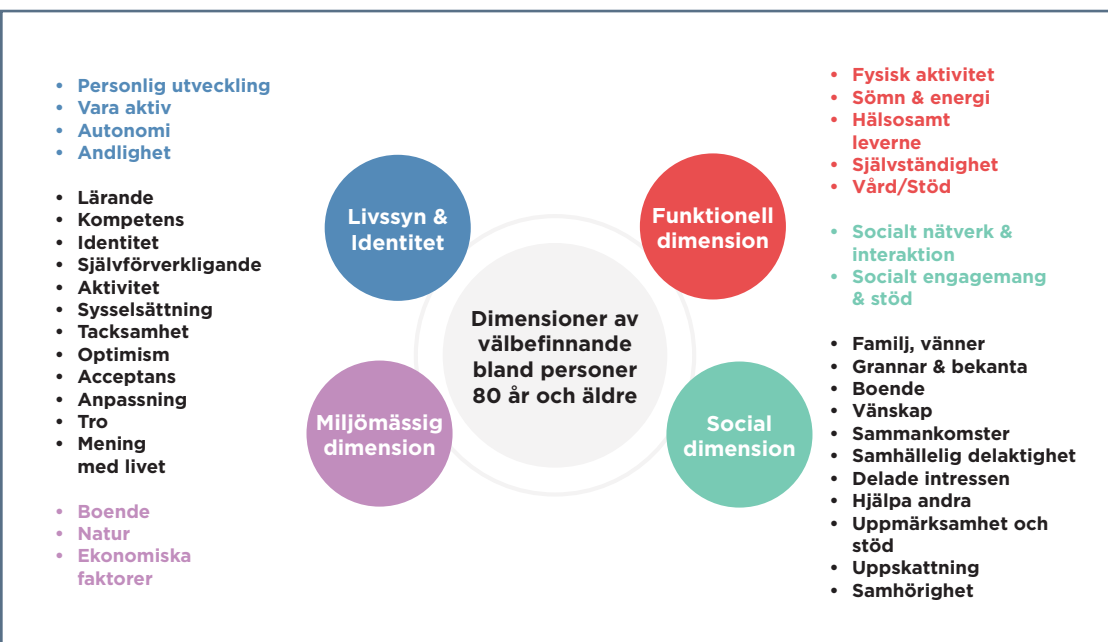 • Personlig utveckling
• Vara aktiv
• Autonomi
• Andlighet
• Lärande
• Kompetens
• Identitet
• Självförverkligande
• Aktivitet
• Sysselsättning
• Tacksamhet
• Optimism
• Acceptans
• Anpassning
• Tro
• Mening
med livet
• Boende
• Natur
• Ekonomiska
faktorer
Livssyn &
Identitet
Funktionell
dimension
Dimensioner av
välbefinnande
bland personer
80 år och äldre
Miljömässig
dimension
Social
dimension
• Fysisk aktivitet
• Sömn & energi
• Hälsosamt
leverne
• Självständighet
• Vård/Stöd
• Socialt nätverk &
interaktion
• Socialt engagemang
& stöd
• Familj, vänner
• Grannar & bekanta
• Boende
• Vänskap
• Sammankomster
• Samhällelig delaktighet
• Delade intressen
• Hjälpa andra
• Uppmärksamhet och
stöd
• Uppskattning
• Samhörighet